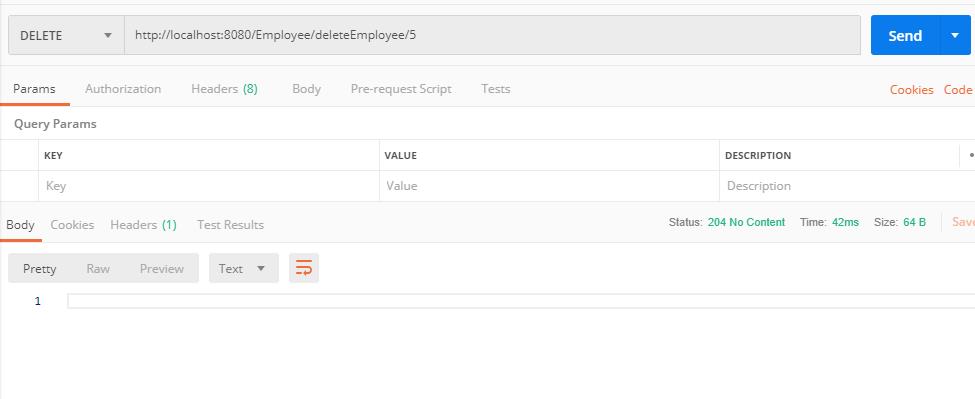 DELETE http://localhost:8080/Employee/deleteEmployee/5 Send
Params Authorization Headers (8) Body Pre-request Script Tests Cookies Code
Query Params
KEY VALUE DESCRIPTION
Key Value Description
Body Cookies Headers (1) Test Results Status: 204 No Content Time: 42ms Size: 64 B Save
Pretty Raw Preview Text
1